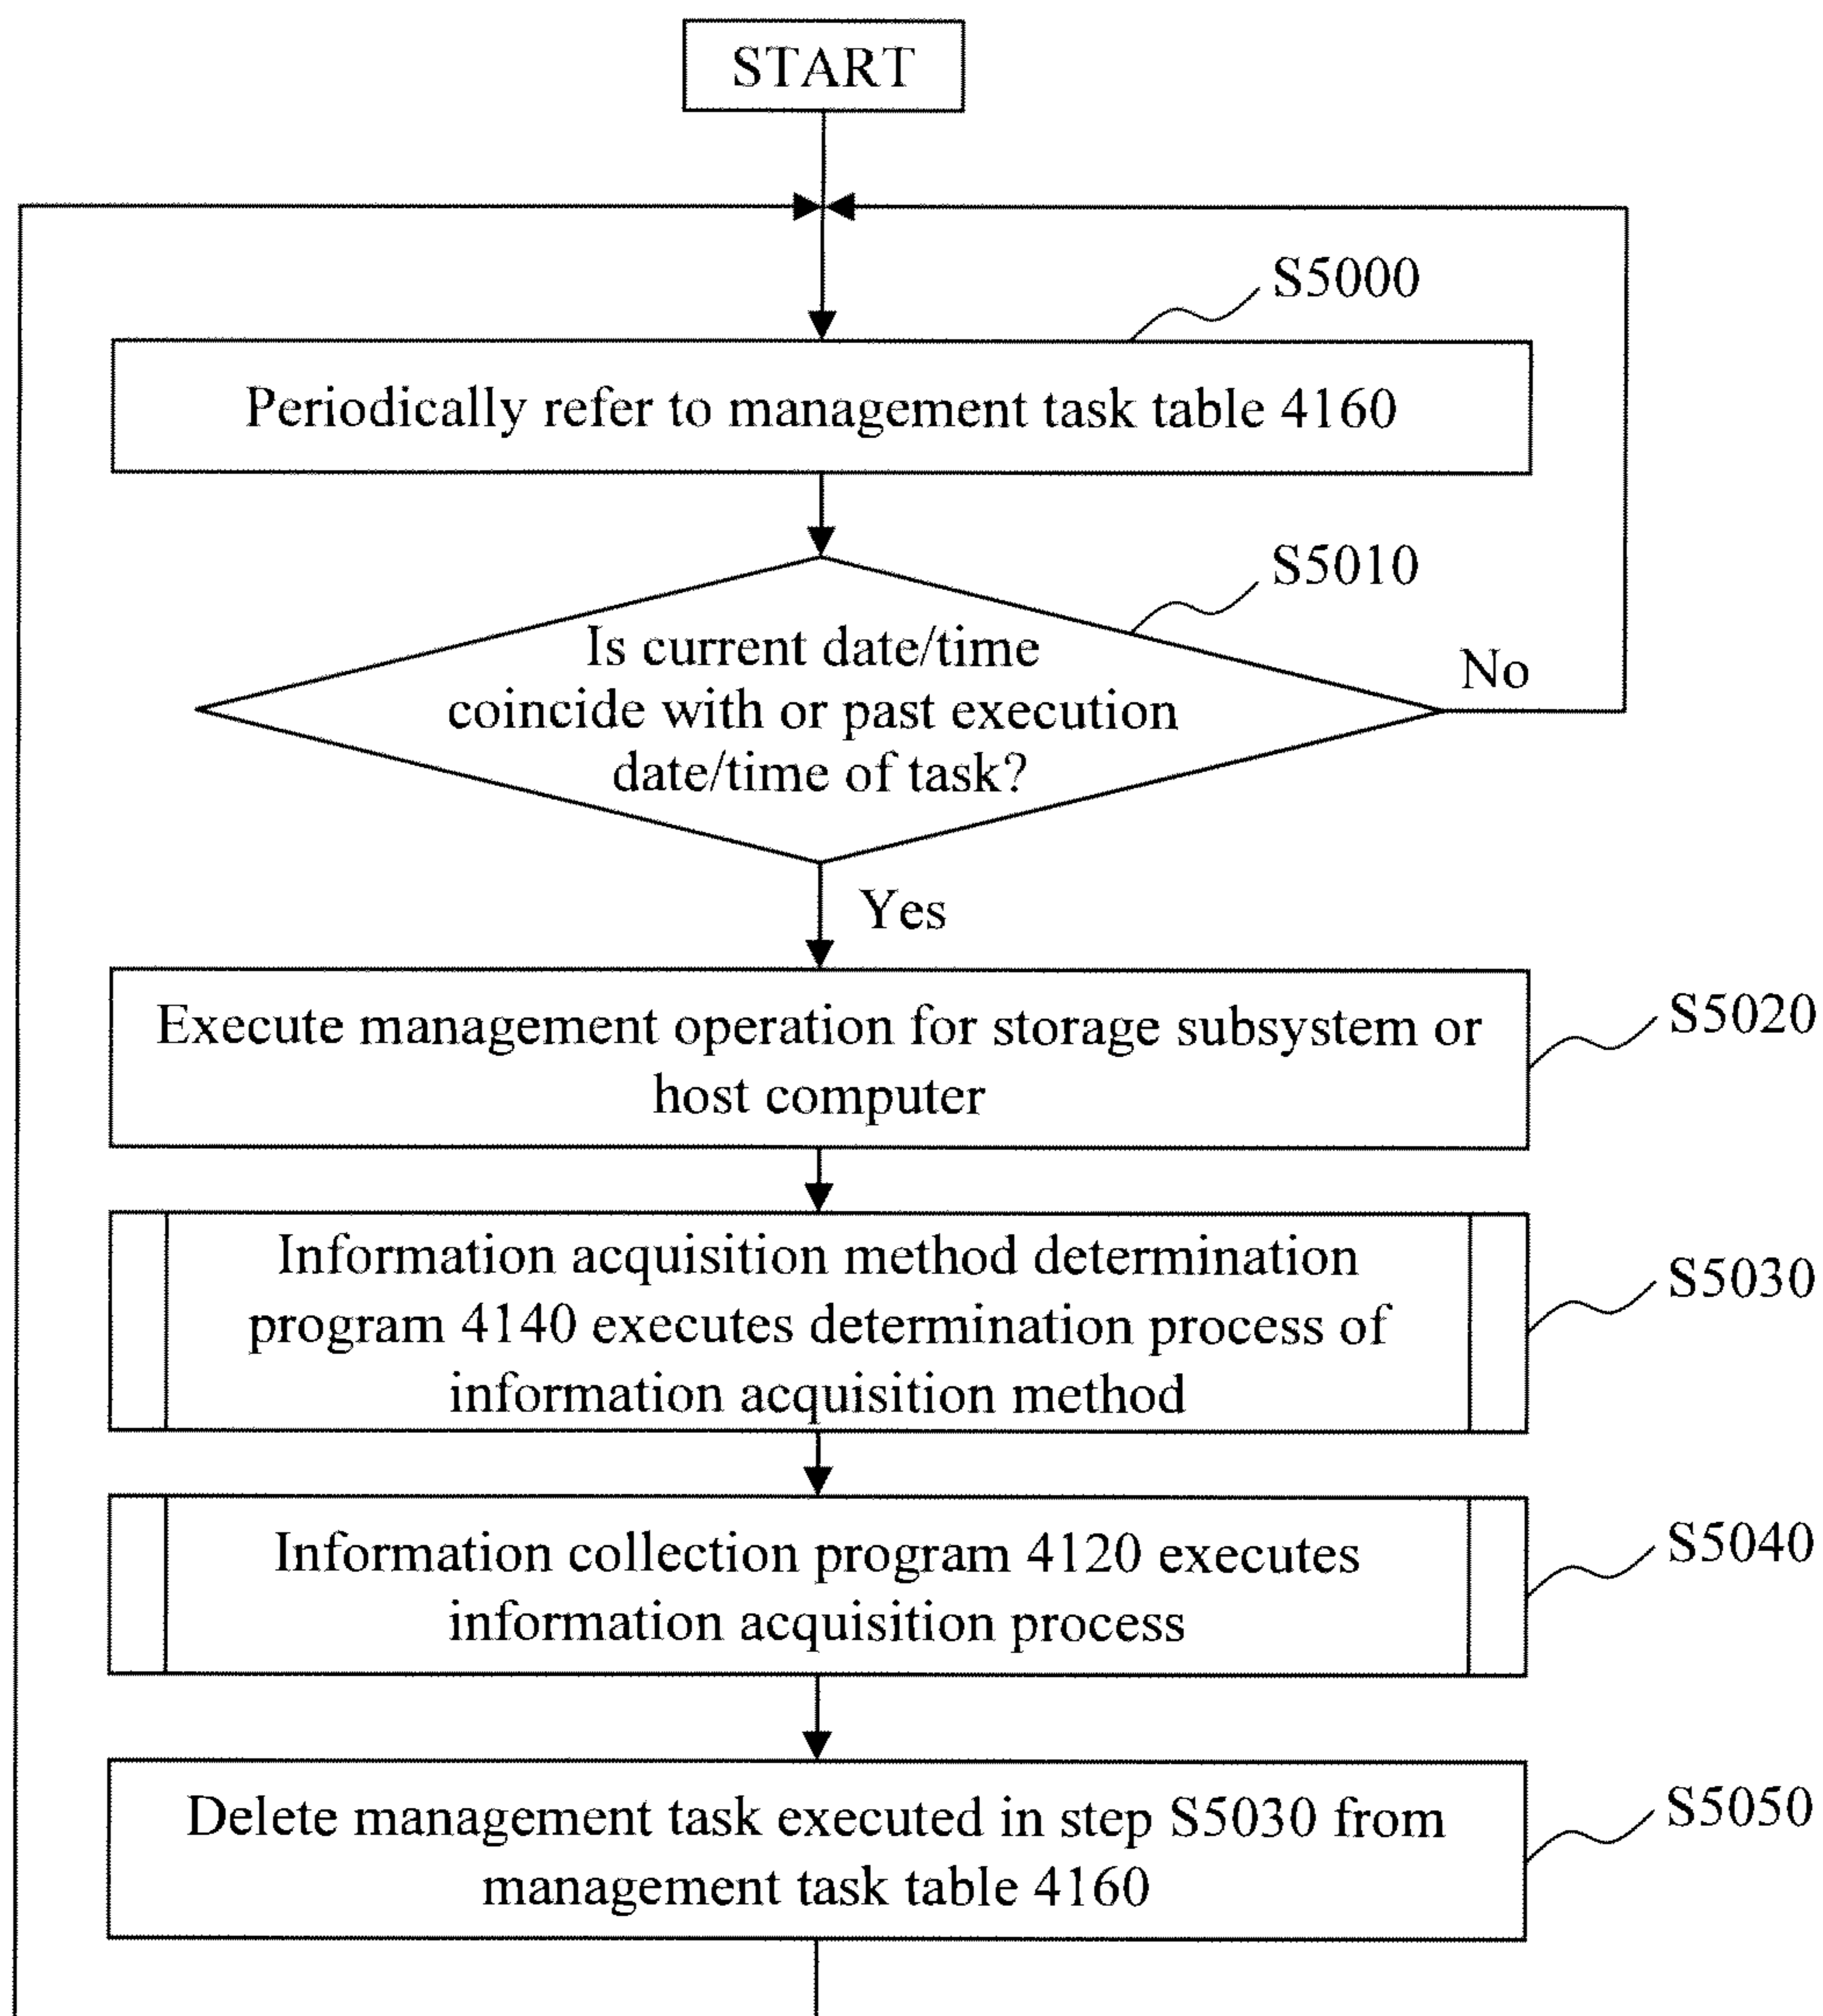 START
S5000
Periodically refer to management task table 4160
S5010
Is current date/time
coincide with or past execution
date/time of task?
No
Yes
Execute management operation for storage subsystem or
host computer
S5020
Information acquisition method determination
program 4140 executes determination process of
information acquisition method
S5030
Information collection program 4120 executes
information acquisition process
S5040
Delete management task executed in step S5030 from
management task table 4160
S5050